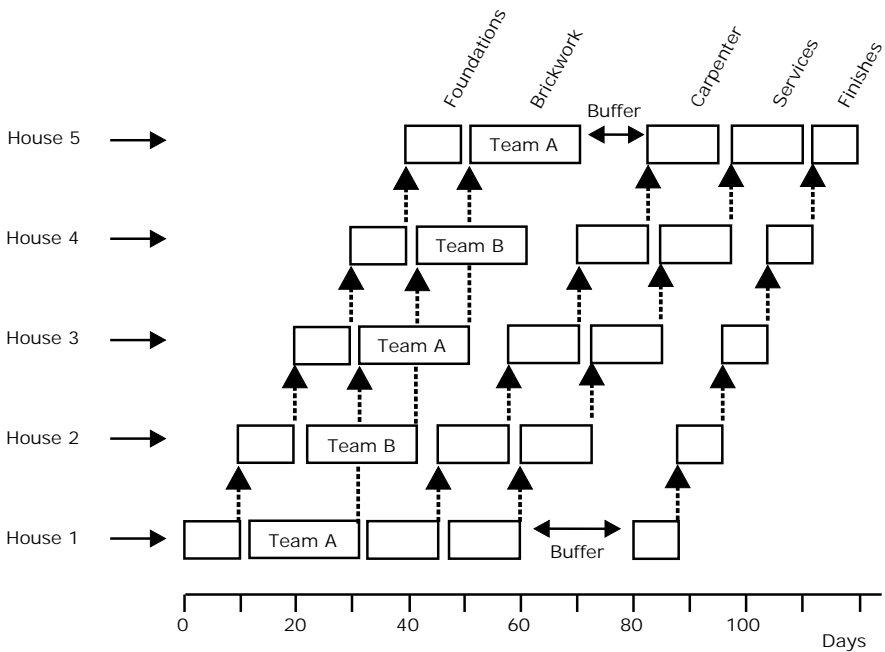 Foundations
Brickwork
Carpenter
Services
Finishes
Buffer
House 5
Team A
House 4
Team B
House 3
Team A
House 2
Team B
House 1
Team A
Buffer
0 20 40 60 80 100
Days